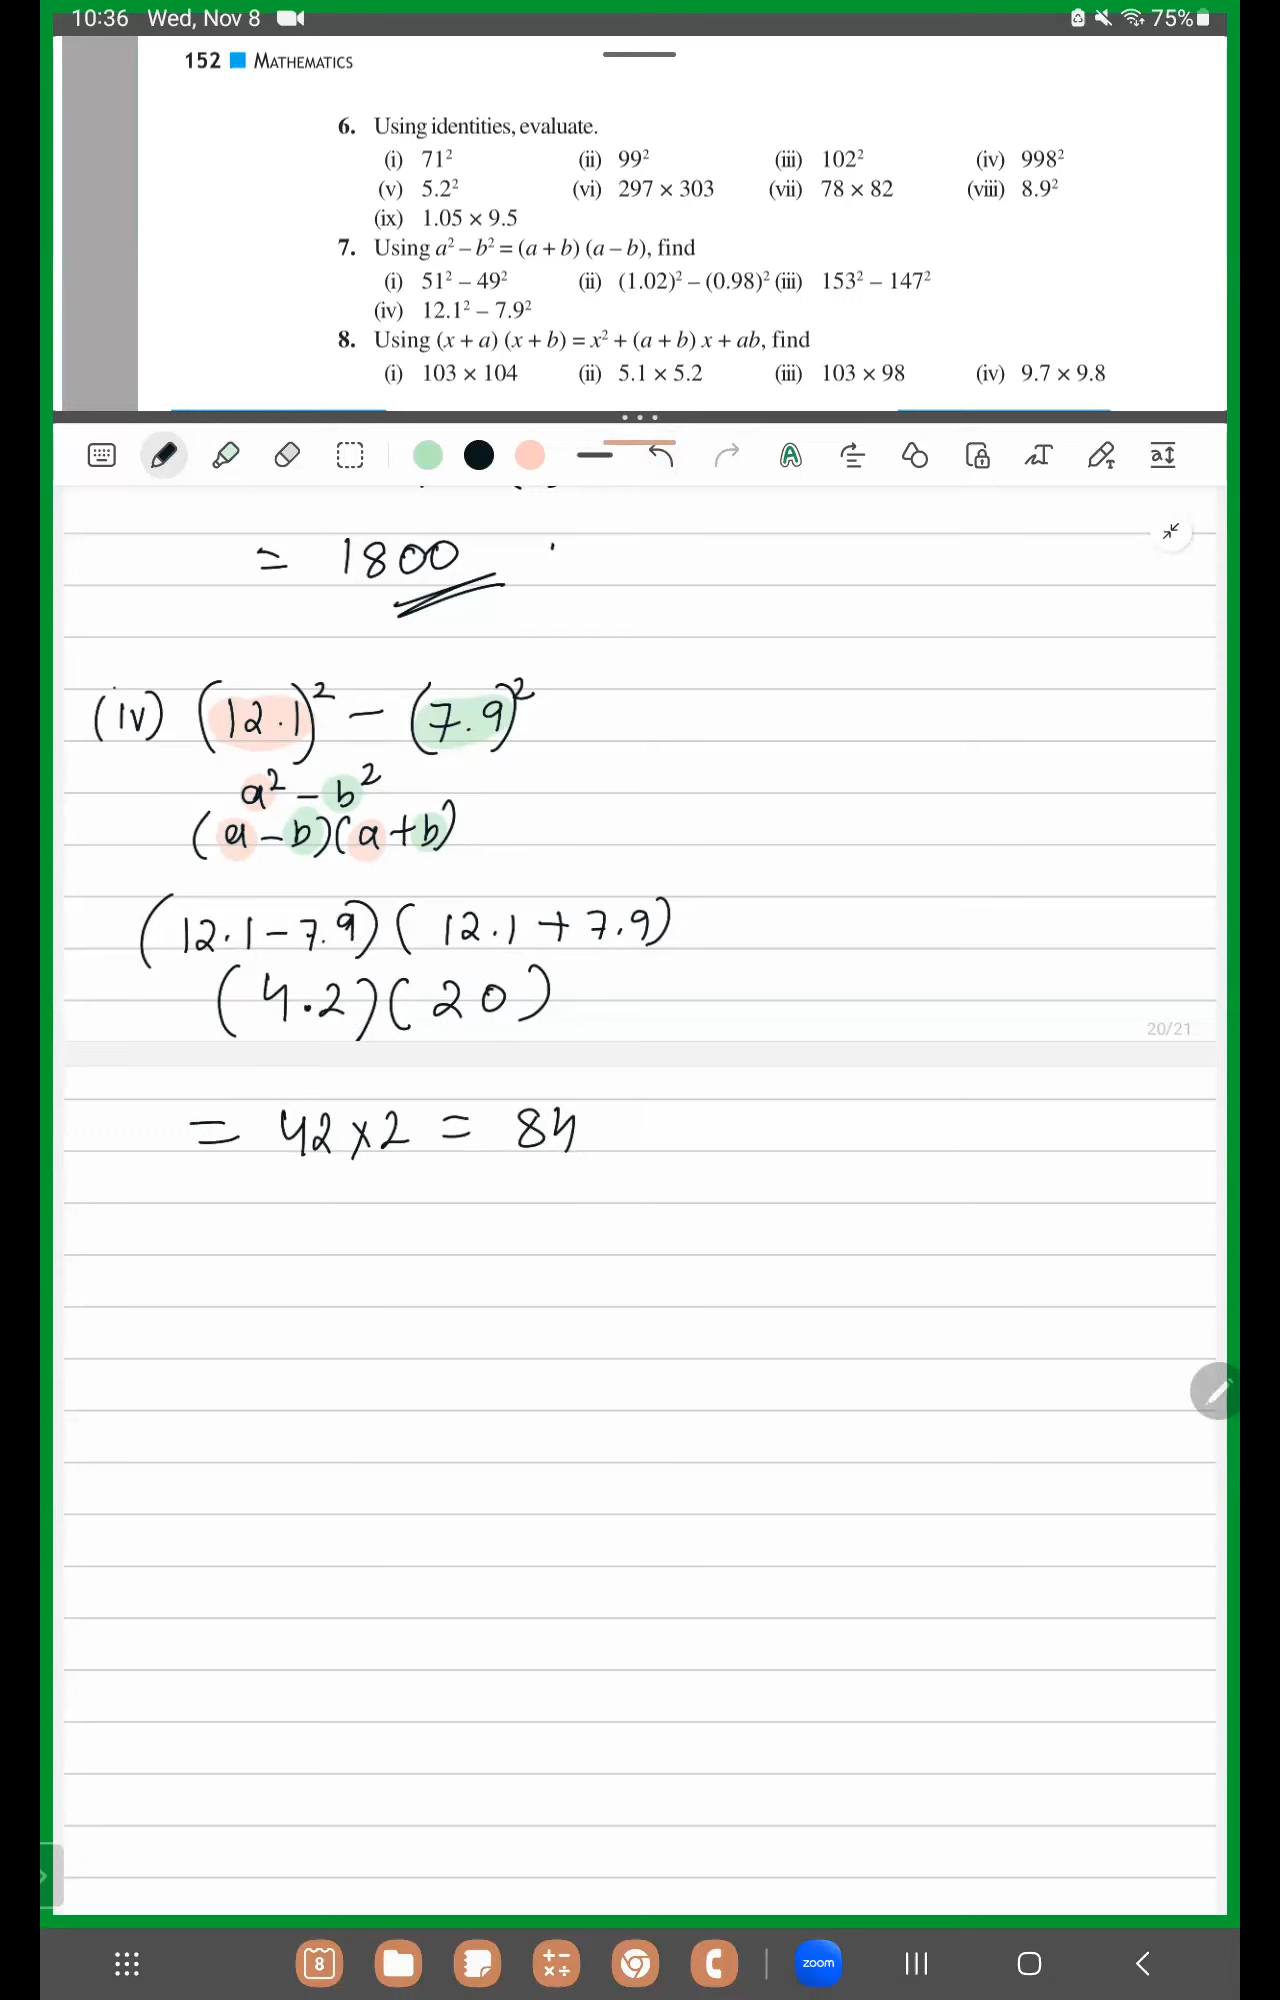 10:36 Wed, Nov 8 75%
152 MATHEMATICS
6. Using identities, evaluate.
(i) 71² (ii) 99² (iii) 102² (iv) 998²
(v) 5.2² (vi) 297 × 303 (vii) 78 × 82 (viii) 8.9²
(ix) 1.05 × 9.5
7. Using a² – b² = (a + b) (a – b), find
(i) 51² – 49² (ii) (1.02)² – (0.98)² (iii) 153² – 147²
(iv) 12.1² – 7.9²
8. Using (x + a) (x + b) = x² + (a + b) x + ab, find
(i) 103 × 104 (ii) 5.1 × 5.2 (iii) 103 × 98 (iv) 9.7 × 9.8
= 1800
(iv) (12.1)² − (7.9)²
a² − b²
(a − b)(a + b)
(12.1 − 7.9)(12.1 + 7.9)
(4.2)(20)
20/21
= 42 × 2 = 84
8 zoom